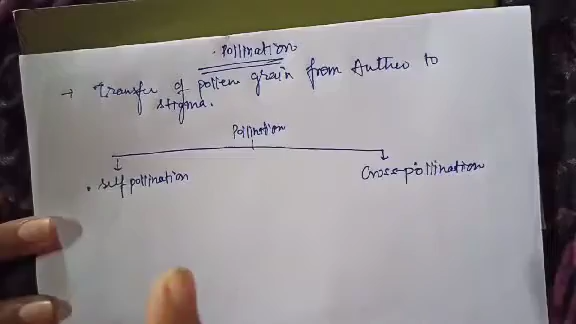 . Pollination
→ Transfer of pollen grain from Anther to
stigma.
Pollination
. self pollination
Cross-pollination